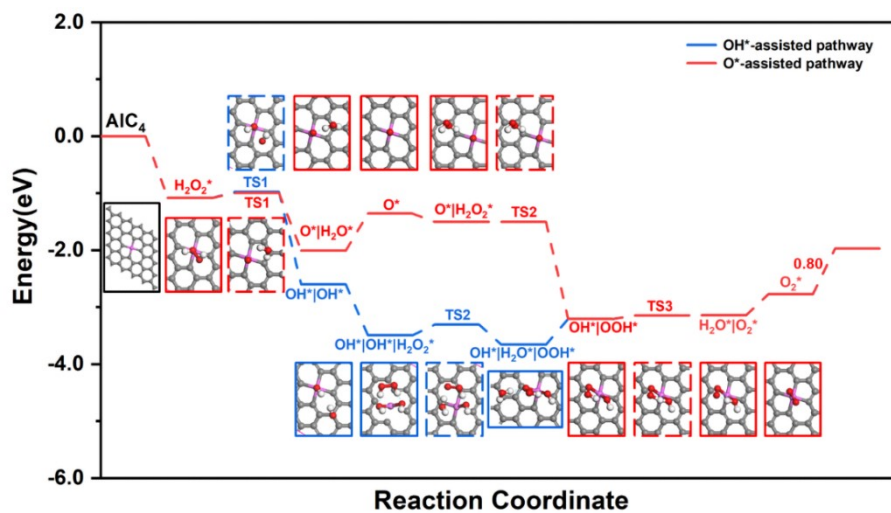 2.0
OH*-assisted pathway
O*-assisted pathway
AlC₄
0.0
H₂O₂*
TS1
TS1
O*
O*|H₂O₂*
TS2
O*|H₂O*
-2.0
OH*|OH*
0.80
O₂*
TS3
OH*|OOH*
H₂O*|O₂*
TS2
OH*|OH*|H₂O₂*
OH*|H₂O*|OOH*
-4.0
-6.0
Energy(eV)
Reaction Coordinate